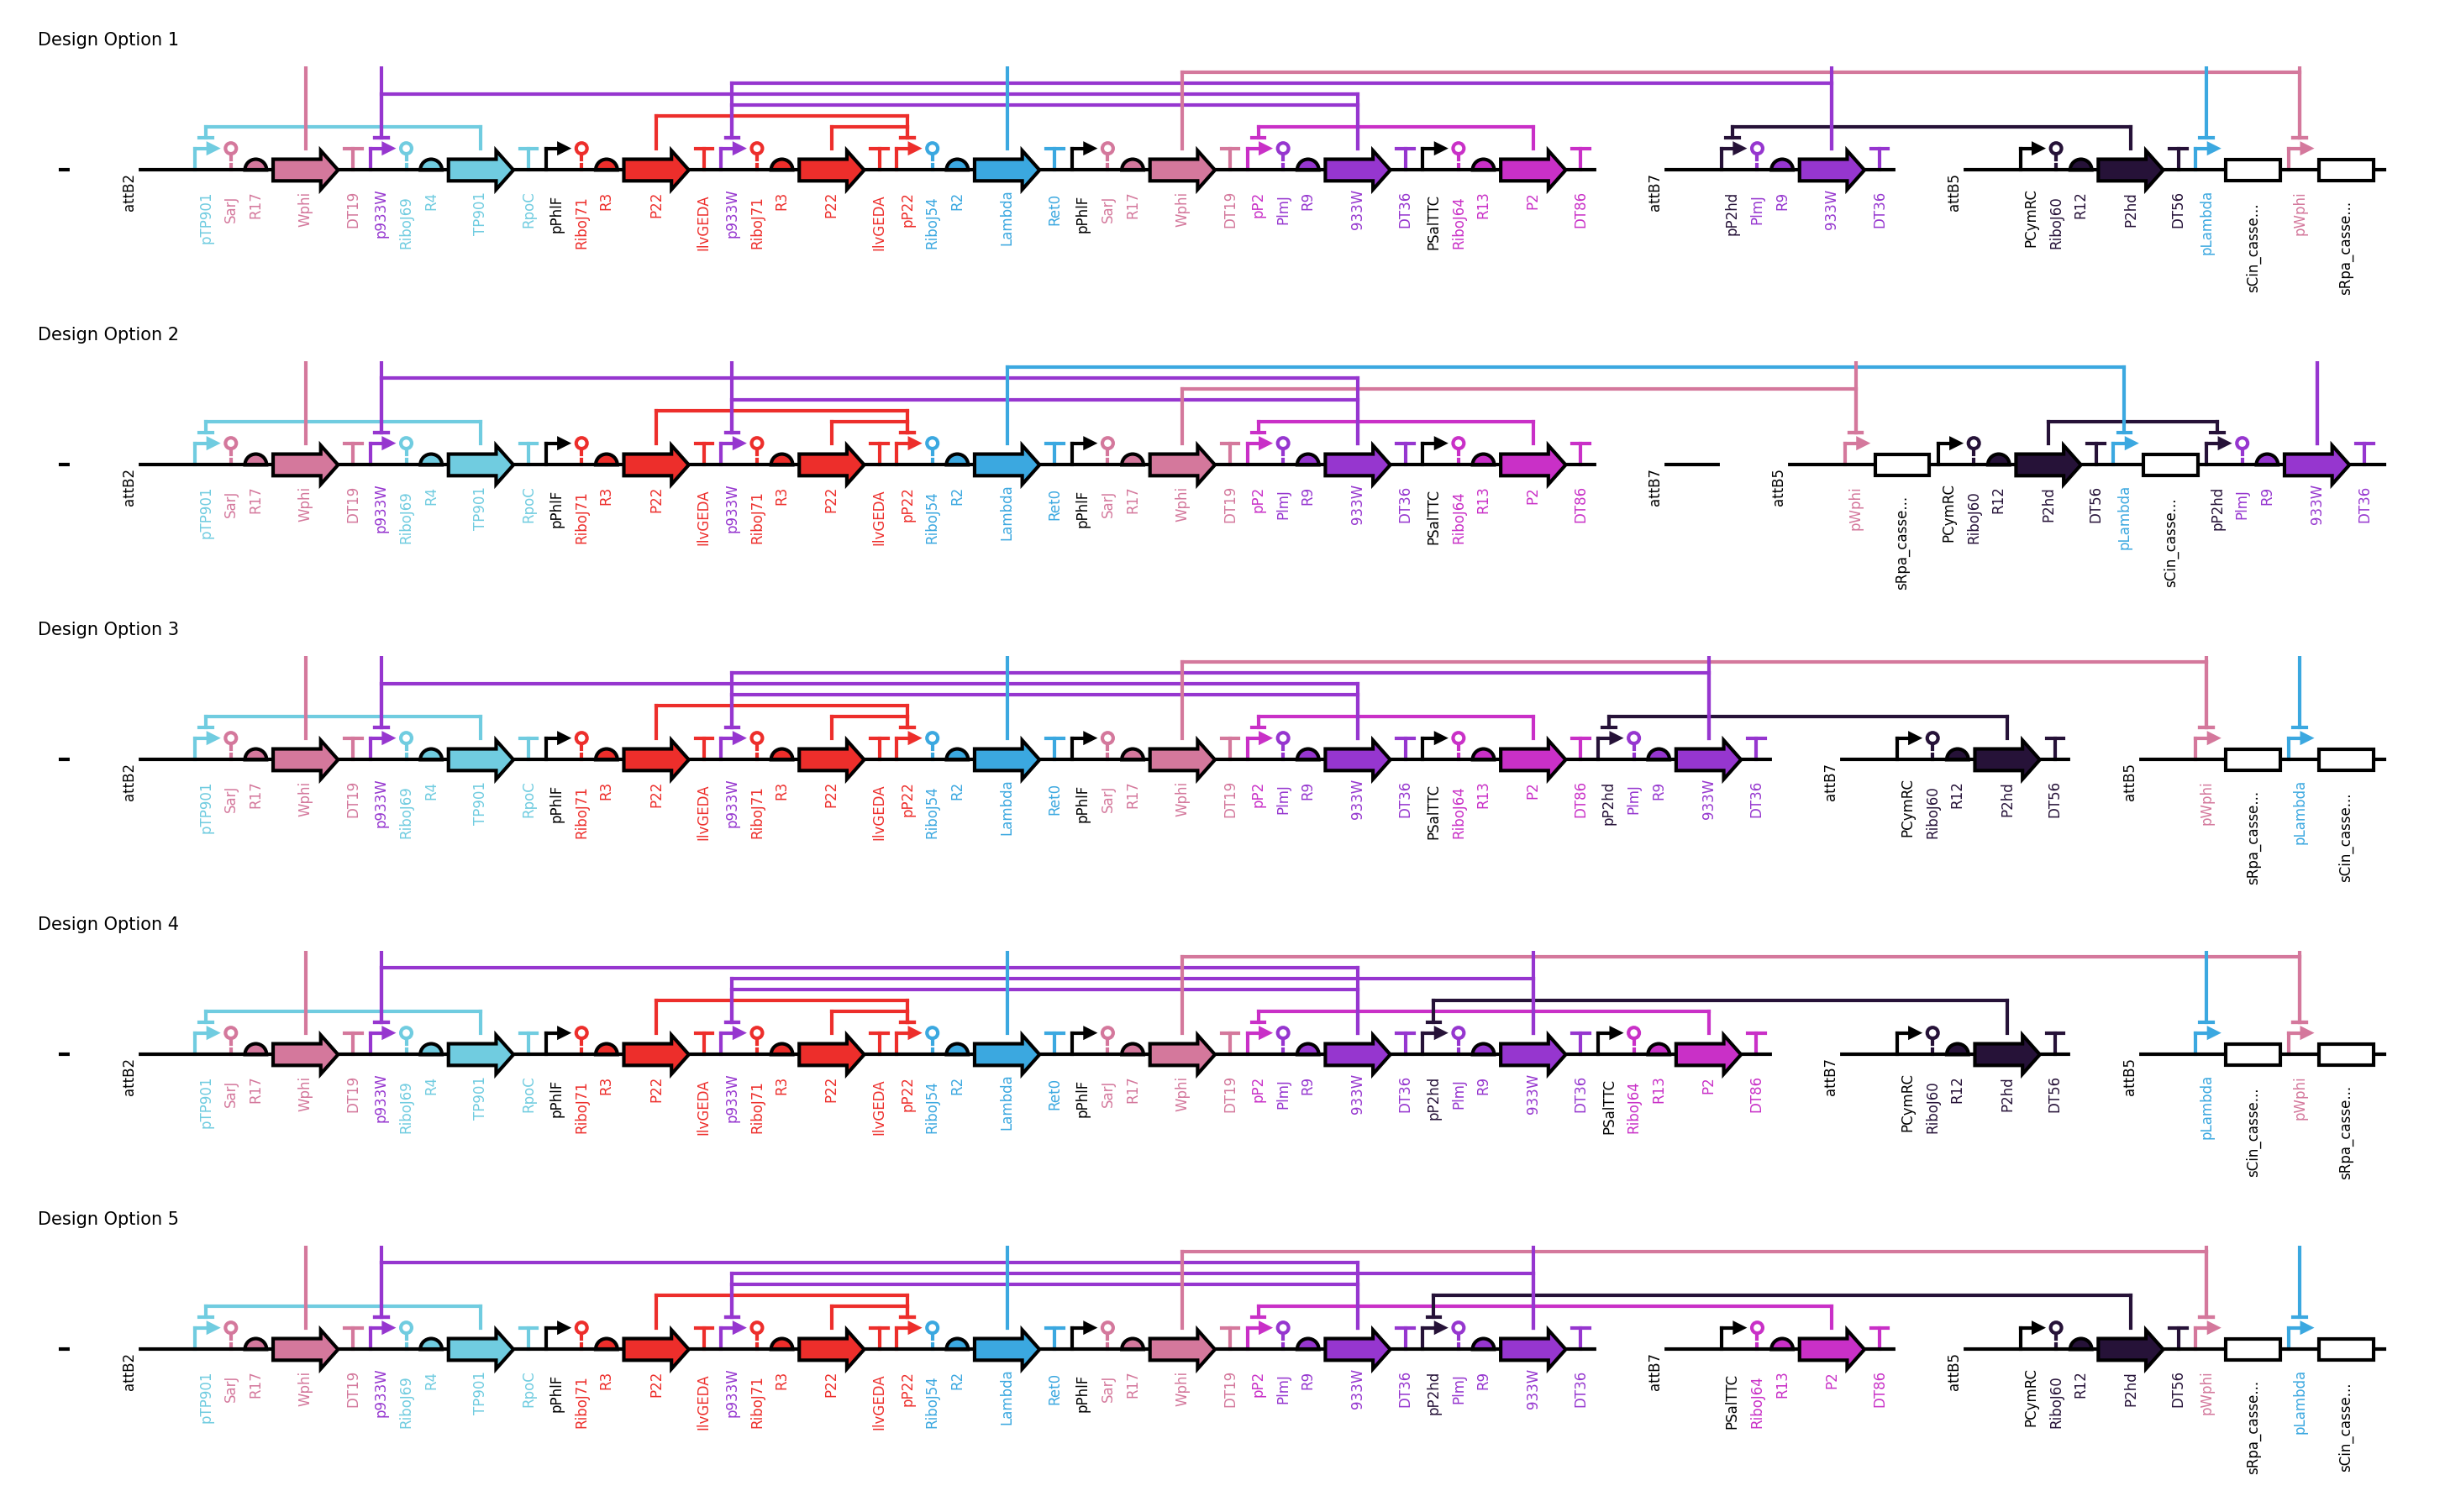 Design Option 1
attB2 pTP901 SarJ R17 Wphi DT19 p933W RiboJ69 R4 TP901 RpoC pPhlF RiboJ71 R3 P22 IlvGEDA p933W RiboJ71 R3 P22 IlvGEDA pP22 RiboJ54 R2 Lambda Ret0 pPhlF SarJ R17 Wphi DT19 pP2 PlmJ R9 933W DT36 PSalTTC RiboJ64 R13 P2 DT86 attB7 pP2hd PlmJ R9 933W DT36 attB5 PCymRC RiboJ60 R12 P2hd DT56 pLambda sCin_casse... pWphi sRpa_casse...
Design Option 2
attB2 pTP901 SarJ R17 Wphi DT19 p933W RiboJ69 R4 TP901 RpoC pPhlF RiboJ71 R3 P22 IlvGEDA p933W RiboJ71 R3 P22 IlvGEDA pP22 RiboJ54 R2 Lambda Ret0 pPhlF SarJ R17 Wphi DT19 pP2 PlmJ R9 933W DT36 PSalTTC RiboJ64 R13 P2 DT86 attB7 attB5 pWphi sRpa_casse... PCymRC RiboJ60 R12 P2hd DT56 pLambda sCin_casse... pP2hd PlmJ R9 933W DT36
Design Option 3
attB2 pTP901 SarJ R17 Wphi DT19 p933W RiboJ69 R4 TP901 RpoC pPhlF RiboJ71 R3 P22 IlvGEDA p933W RiboJ71 R3 P22 IlvGEDA pP22 RiboJ54 R2 Lambda Ret0 pPhlF SarJ R17 Wphi DT19 pP2 PlmJ R9 933W DT36 PSalTTC RiboJ64 R13 P2 DT86 pP2hd PlmJ R9 933W DT36 attB7 PCymRC RiboJ60 R12 P2hd DT56 attB5 pWphi sRpa_casse... pLambda sCin_casse...
Design Option 4
attB2 pTP901 SarJ R17 Wphi DT19 p933W RiboJ69 R4 TP901 RpoC pPhlF RiboJ71 R3 P22 IlvGEDA p933W RiboJ71 R3 P22 IlvGEDA pP22 RiboJ54 R2 Lambda Ret0 pPhlF SarJ R17 Wphi DT19 pP2 PlmJ R9 933W DT36 pP2hd PlmJ R9 933W DT36 PSalTTC RiboJ64 R13 P2 DT86 attB7 PCymRC RiboJ60 R12 P2hd DT56 attB5 pLambda sCin_casse... pWphi sRpa_casse...
Design Option 5
attB2 pTP901 SarJ R17 Wphi DT19 p933W RiboJ69 R4 TP901 RpoC pPhlF RiboJ71 R3 P22 IlvGEDA p933W RiboJ71 R3 P22 IlvGEDA pP22 RiboJ54 R2 Lambda Ret0 pPhlF SarJ R17 Wphi DT19 pP2 PlmJ R9 933W DT36 pP2hd PlmJ R9 933W DT36 attB7 PSalTTC RiboJ64 R13 P2 DT86 attB5 PCymRC RiboJ60 R12 P2hd DT56 pWphi sRpa_casse... pLambda sCin_casse...